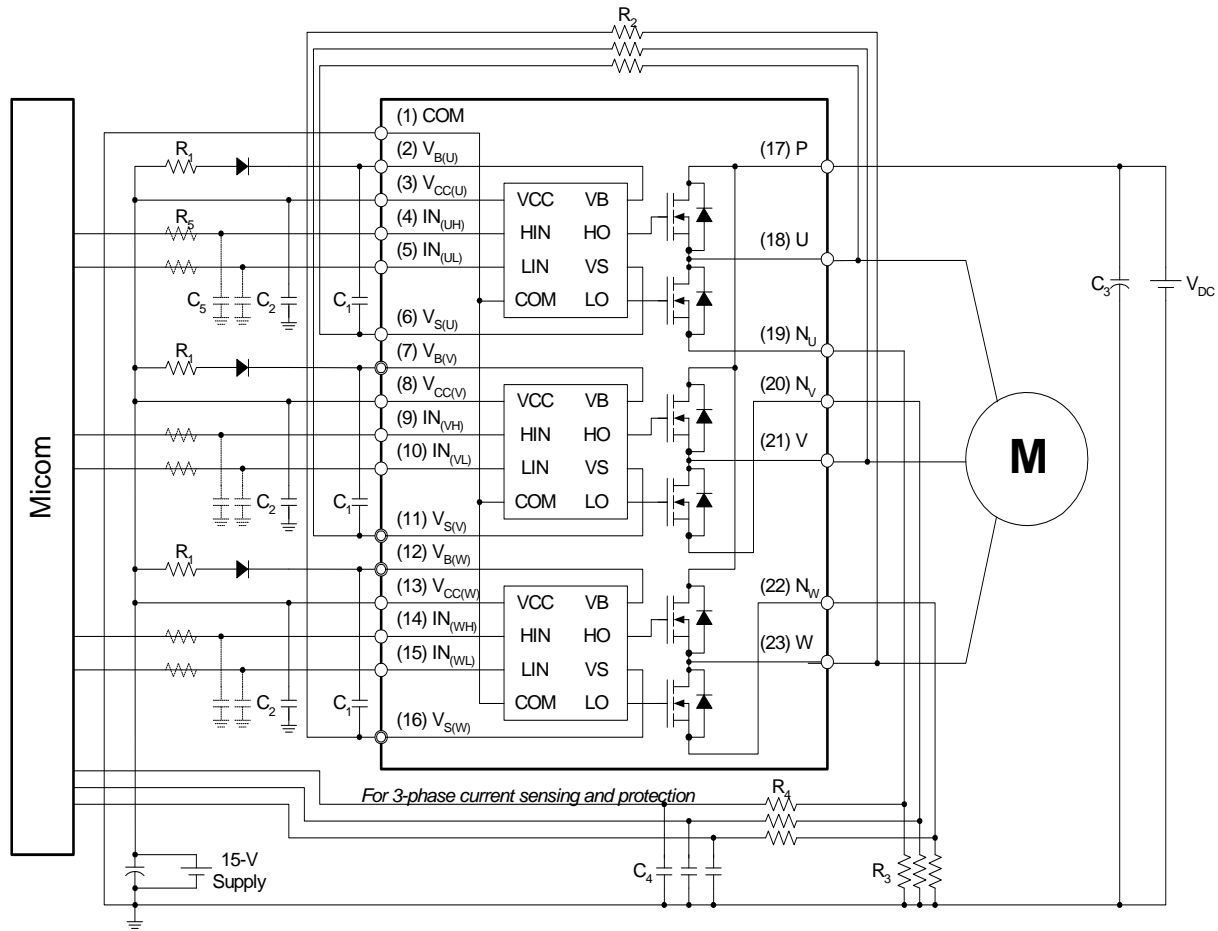 R2
(1) COM
(2) VB(U)
(3) VCC(U)
(4) IN(UH)
(5) IN(UL)
(6) VS(U)
(7) VB(V)
(8) VCC(V)
(9) IN(VH)
(10) IN(VL)
(11) VS(V)
(12) VB(W)
(13) VCC(W)
(14) IN(WH)
(15) IN(WL)
(16) VS(W)
R1
R5
C5
C2
C1
R1
C2
C1
R1
C2
C1
Micom
VCC VB
HIN HO
LIN VS
COM LO
VCC VB
HIN HO
LIN VS
COM LO
VCC VB
HIN HO
LIN VS
COM LO
(17) P
(18) U
(19) NU
(20) NV
(21) V
(22) NW
(23) W
C3
VDC
M
For 3-phase current sensing and protection
R4
C4
R3
15-V
Supply